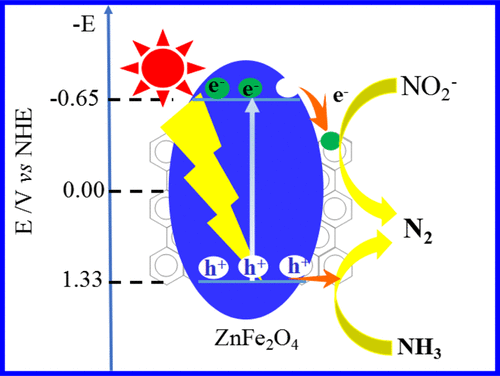 -E
e⁻ e⁻
e⁻
NO₂⁻
-0.65
E /V vs NHE
0.00
N₂
h⁺ h⁺ h⁺
1.33
ZnFe₂O₄
NH₃